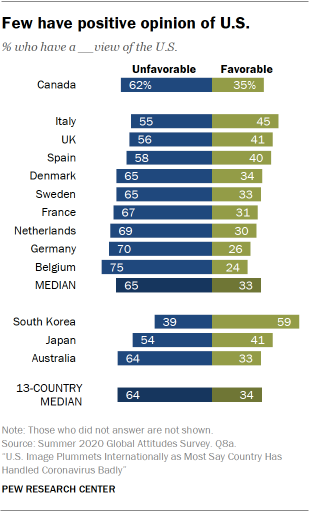 Few have positive opinion of U.S.
% who have a __view of the U.S.
Unfavorable Favorable
Canada 62% 35%
Italy 55 45
UK 56 41
Spain 58 40
Denmark 65 34
Sweden 65 33
France 67 31
Netherlands 69 30
Germany 70 26
Belgium 75 24
MEDIAN 65 33
South Korea 39 59
Japan 54 41
Australia 64 33
13-COUNTRY
MEDIAN 64 34
Note: Those who did not answer are not shown.
Source: Summer 2020 Global Attitudes Survey. Q8a.
"U.S. Image Plummets Internationally as Most Say Country Has
Handled Coronavirus Badly"
PEW RESEARCH CENTER